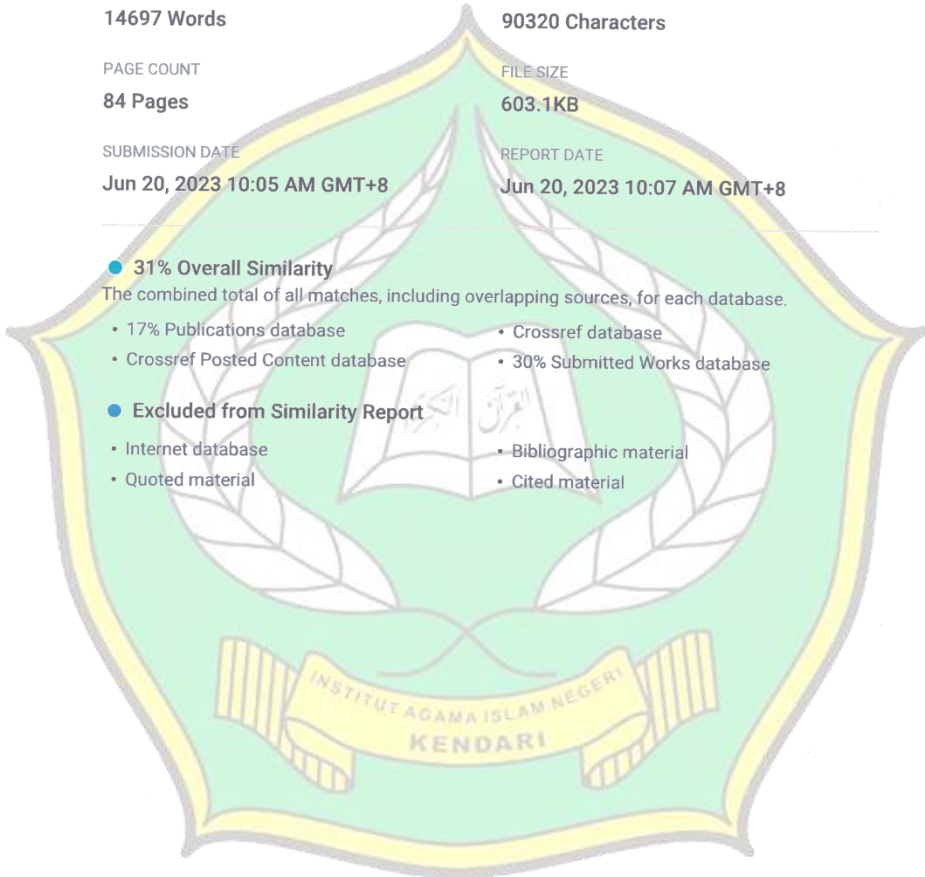 14697 Words
90320 Characters
PAGE COUNT
FILE SIZE
84 Pages
603.1KB
SUBMISSION DATE
REPORT DATE
Jun 20, 2023 10:05 AM GMT+8
Jun 20, 2023 10:07 AM GMT+8
31% Overall Similarity
The combined total of all matches, including overlapping sources, for each database.
• 17% Publications database
• Crossref database
• Crossref Posted Content database
• 30% Submitted Works database
Excluded from Similarity Report
• Internet database
• Bibliographic material
• Quoted material
• Cited material
القرآن الكريم
INSTITUT AGAMA ISLAM NEGERI
KENDARI